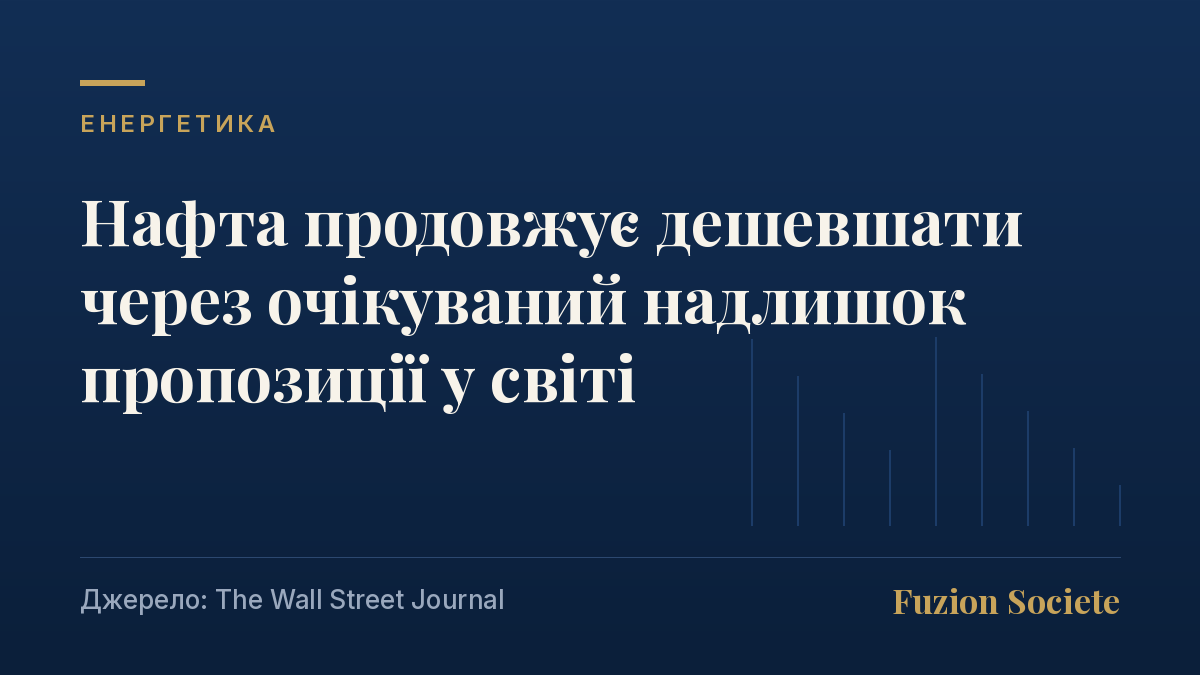 ЕНЕРГЕТИКА
Нафта продовжує дешевшати
через очікуваний надлишок
пропозиції у світі
Джерело: The Wall Street Journal
Fuzion Societe